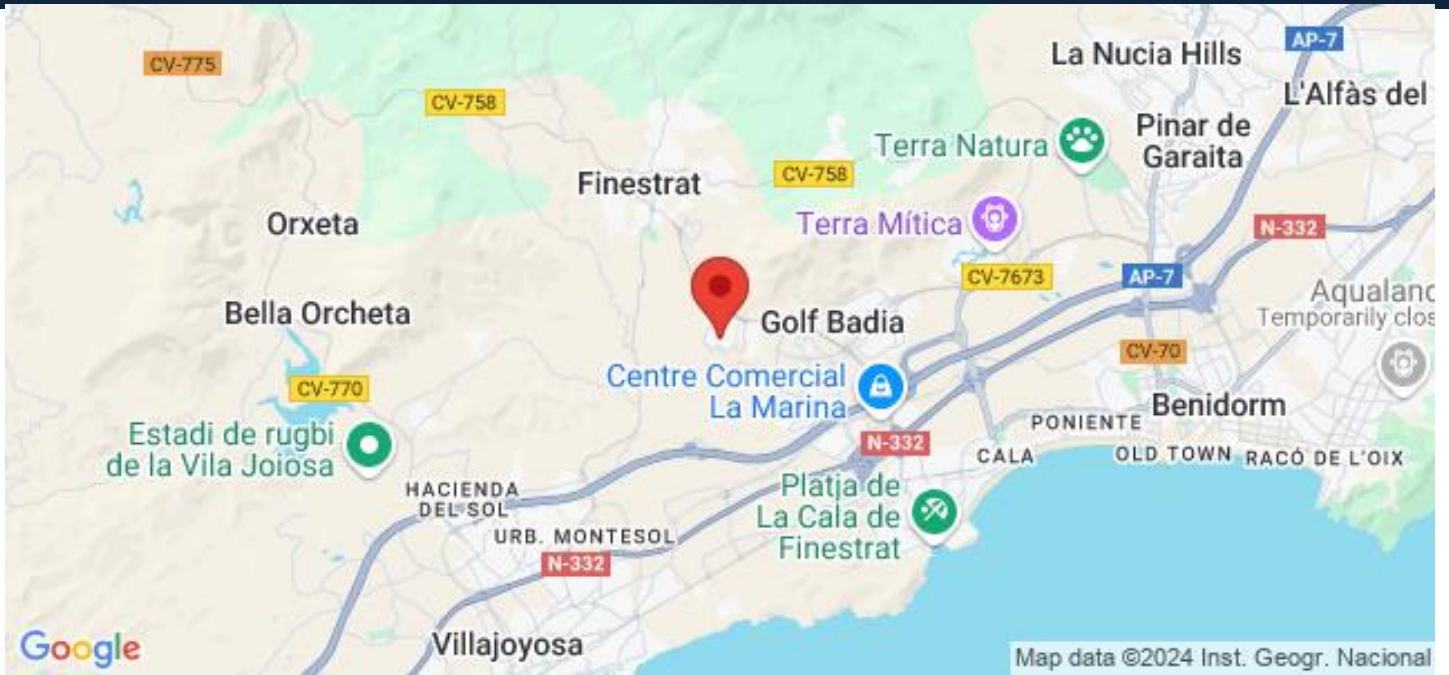 La Nucia Hills
AP-7
CV-775
L'Alfàs del
CV-758
Pinar de
Garaita
Terra Natura
CV-758
Finestrat
Orxeta
Terra Mítica
N-332
CV-7673
AP-7
Aqualand
Temporarily clos
Bella Orcheta
Golf Badia
CV-70
Centre Comercial
La Marina
CV-770
Benidorm
PONIENTE
Estadi de rugbi
de la Vila Joiosa
N-332
CALA
OLD TOWN
RACÓ DE L'OIX
HACIENDA
DEL SOL
Platja de
La Cala de
Finestrat
URB. MONTESOL
N-332
Villajoyosa
Google
Map data ©2024 Inst. Geogr. Nacional